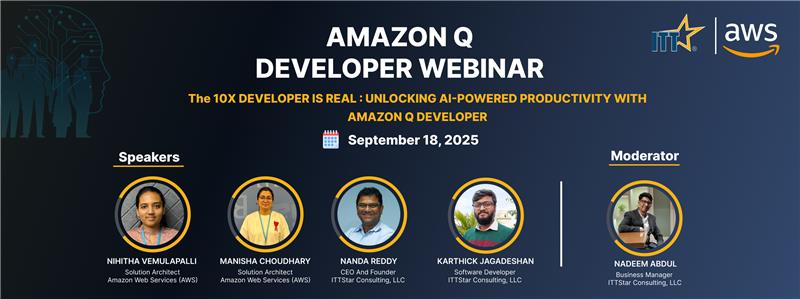 AMAZON Q
DEVELOPER WEBINAR
ITT
®
aws
The 10X DEVELOPER IS REAL : UNLOCKING AI-POWERED PRODUCTIVITY WITH
AMAZON Q DEVELOPER
September 18, 2025
Speakers
Moderator
NIHITHA VEMULAPALLI
Solution Architect
Amazon Web Services (AWS)
MANISHA CHOUDHARY
Solution Architect
Amazon Web Services (AWS)
NANDA REDDY
CEO And Founder
ITTStar Consulting, LLC
KARTHICK JAGADESHAN
Software Developer
ITTStar Consulting, LLC
NADEEM ABDUL
Business Manager
ITTStar Consulting, LLC